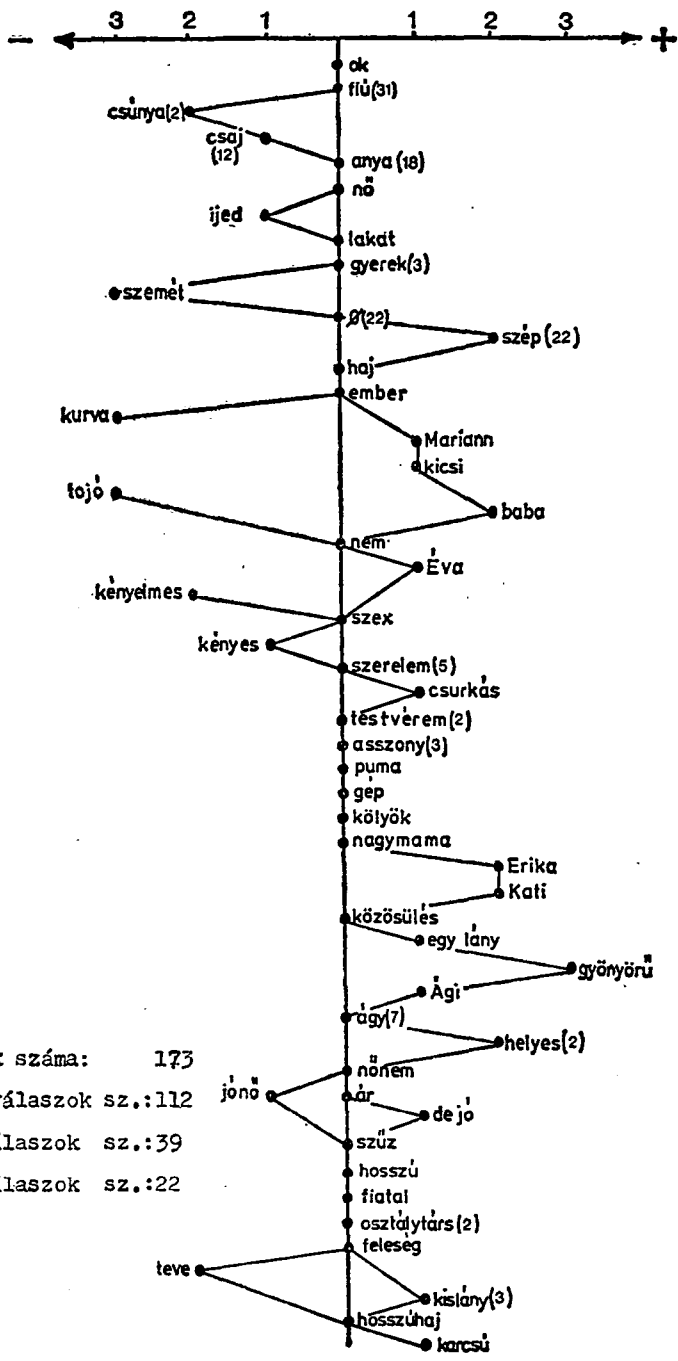 − 3 2 1 1 2 3 +
ok
fiú(31)
csúnya(2)
csaj
(12)
anya(18)
nő
ijed
lakat
gyerek(3)
szemét
Ø(22)
szép(22)
haj
ember
kurva
Mariann
kicsi
tojó
baba
nem
Éva
kényelmes
szex
kényes
szerelem(5)
csurkás
testvérem(2)
asszony(3)
puma
gép
kölyök
nagymama
Erika
Kati
közösülés
egy lány
gyönyörű
Ági
ágy(7)
k száma: 173
helyes(2)
nőnem
válaszok sz.:112
jónő
ár
de jó
álaszok sz.:39
szűz
hosszú
laszok sz.:22
fiatal
osztálytárs(2)
feleség
teve
kislány(3)
hosszúhaj
karcsú